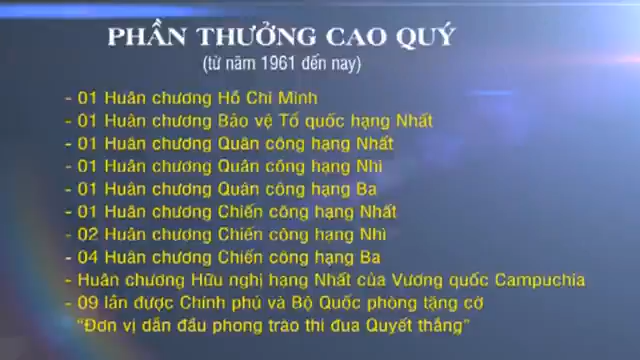 PHẦN THƯỞNG CAO QUÝ
(từ năm 1961 đến nay)
- 01 Huân chương Hồ Chí Minh
- 01 Huân chương Bảo vệ Tổ quốc hạng Nhất
- 01 Huân chương Quân công hạng Nhất
- 01 Huân chương Quân công hạng Nhì
- 01 Huân chương Quân công hạng Ba
- 01 Huân chương Chiến công hạng Nhất
- 02 Huân chương Chiến công hạng Nhì
- 04 Huân chương Chiến công hạng Ba
- Huân chương Hữu nghị hạng Nhất của Vương quốc Campuchia
- 09 lần được Chính phủ và Bộ Quốc phòng tặng cờ
“Đơn vị dẫn đầu phong trào thi đua Quyết thắng”